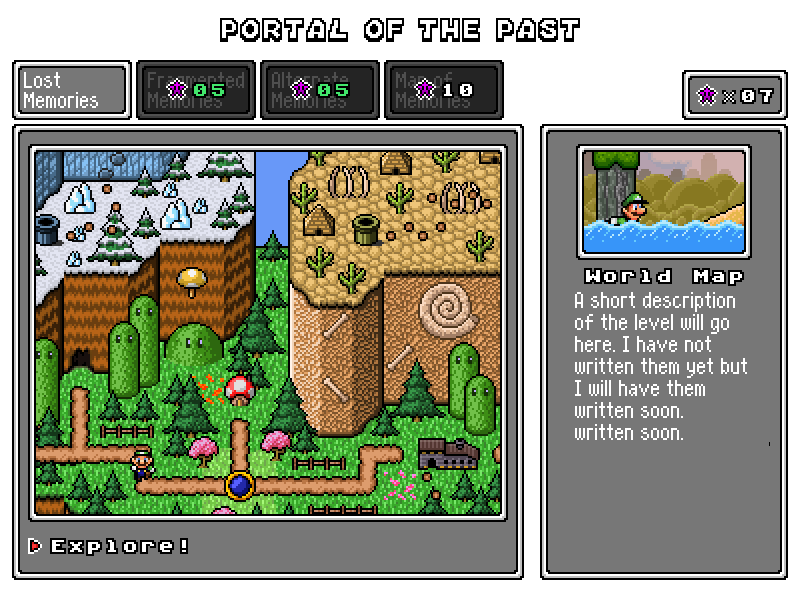 PORTAL OF THE PAST
Lost
Memories
Fragmented
Memories
05
Alternate
Memories
05
Map of
Memories
10
×07
World Map
A short description
of the level will go
here. I have not
written them yet but
I will have them
written soon.
written soon.
Explore!